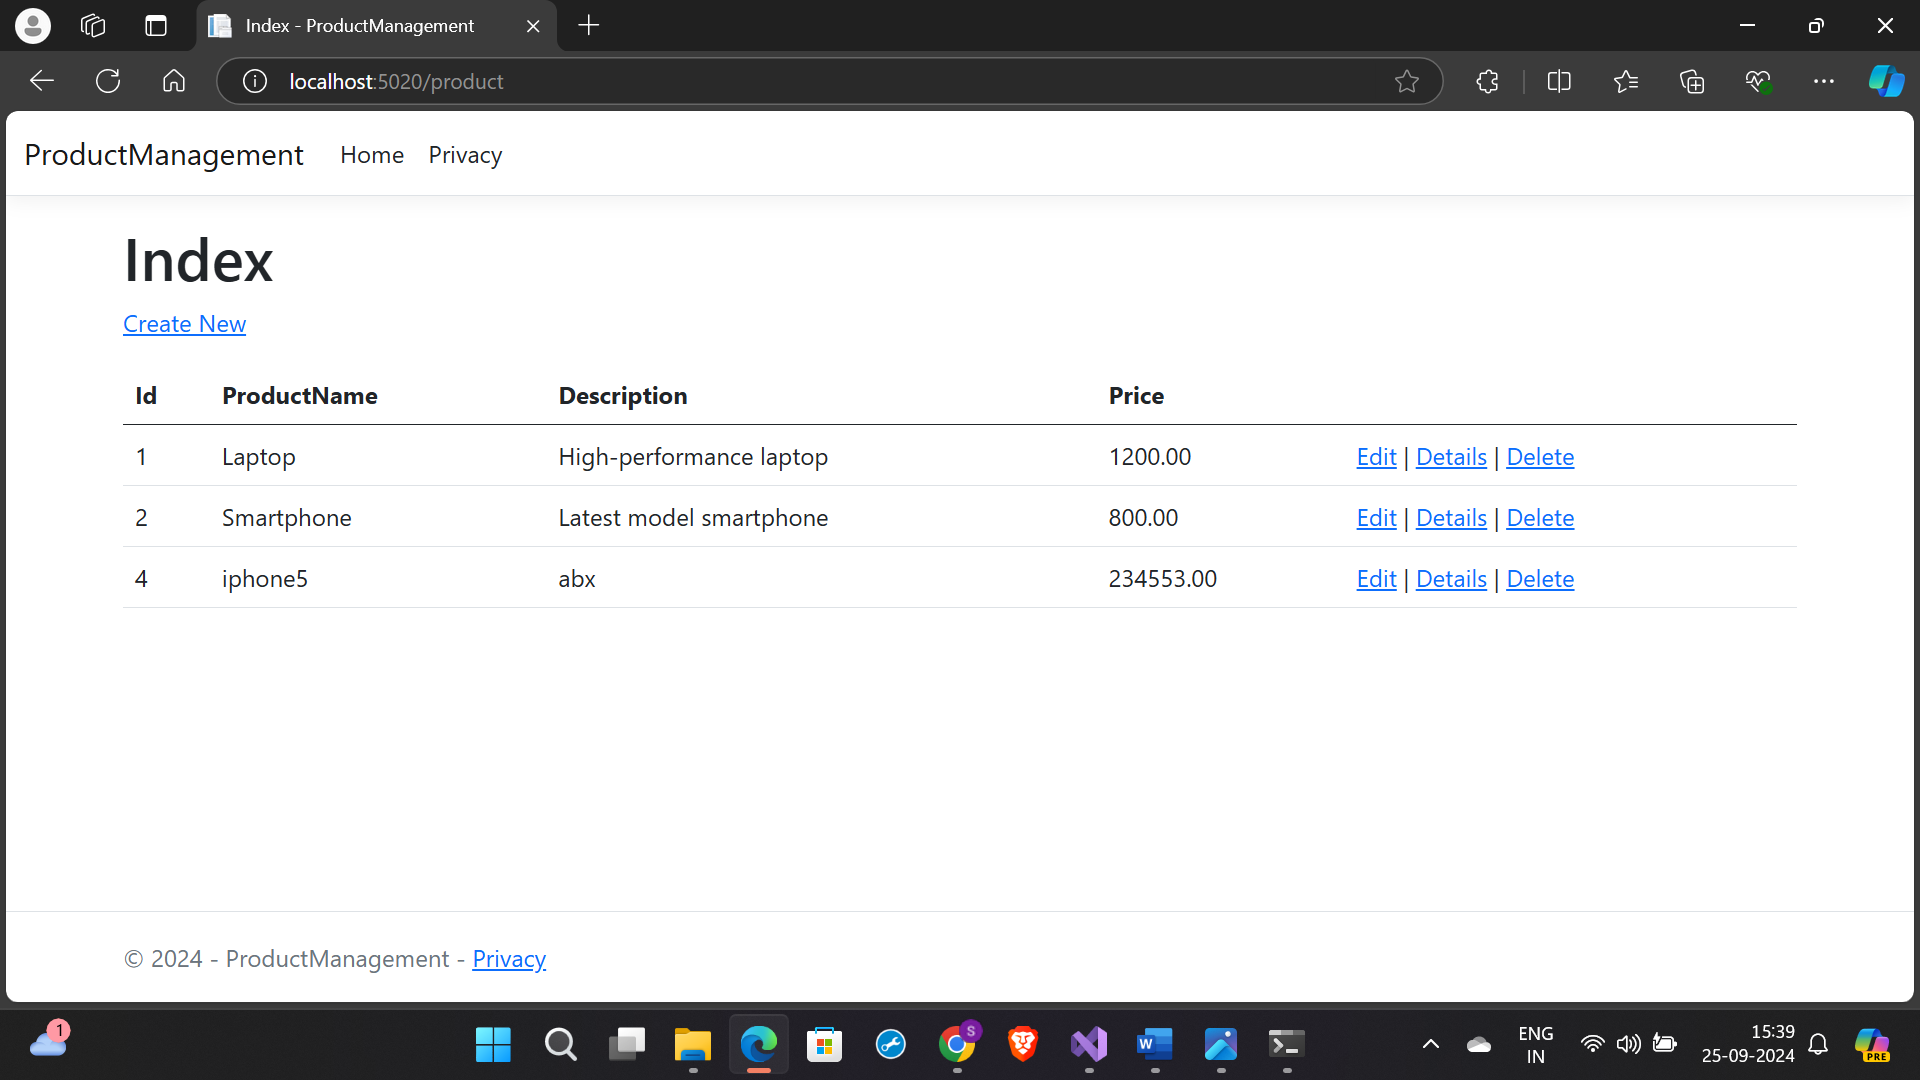 Index - ProductManagement
localhost:5020/product
ProductManagement Home Privacy
Index
Create New
Id ProductName Description Price
1 Laptop High-performance laptop 1200.00 Edit | Details | Delete
2 Smartphone Latest model smartphone 800.00 Edit | Details | Delete
4 iphone5 abx 234553.00 Edit | Details | Delete
© 2024 - ProductManagement - Privacy
1
S
W
ENG
IN
15:39
25-09-2024
PRE